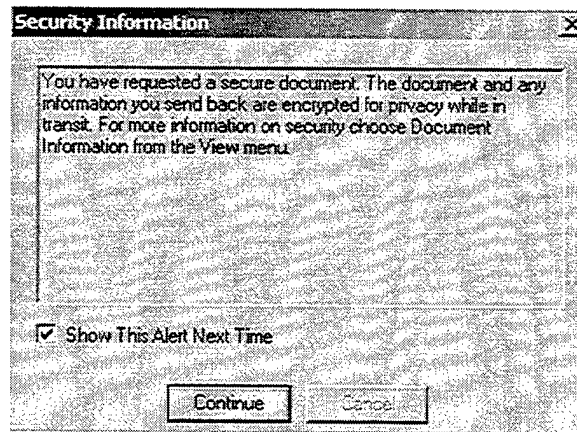 Security Information
You have requested a secure document. The document and any
information you send back are encrypted for privacy while in
transit. For more information on security choose Document
Information from the View menu.
Show This Alert Next Time
Continue
Cancel